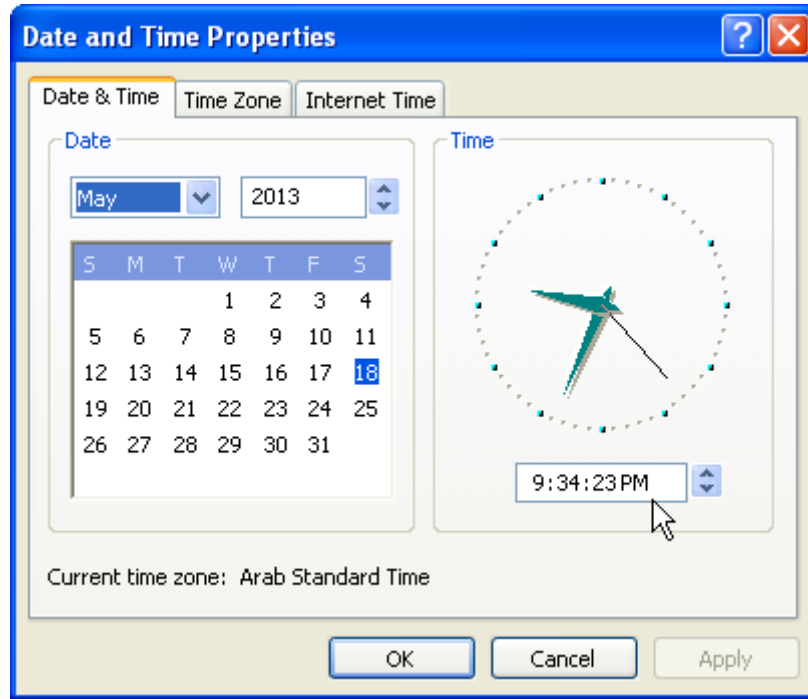 Date and Time Properties
Date & Time Time Zone Internet Time
Date
May 2013
S M T W T F S
1 2 3 4
5 6 7 8 9 10 11
12 13 14 15 16 17 18
19 20 21 22 23 24 25
26 27 28 29 30 31
Time
9:34:23 PM
Current time zone: Arab Standard Time
OK Cancel Apply